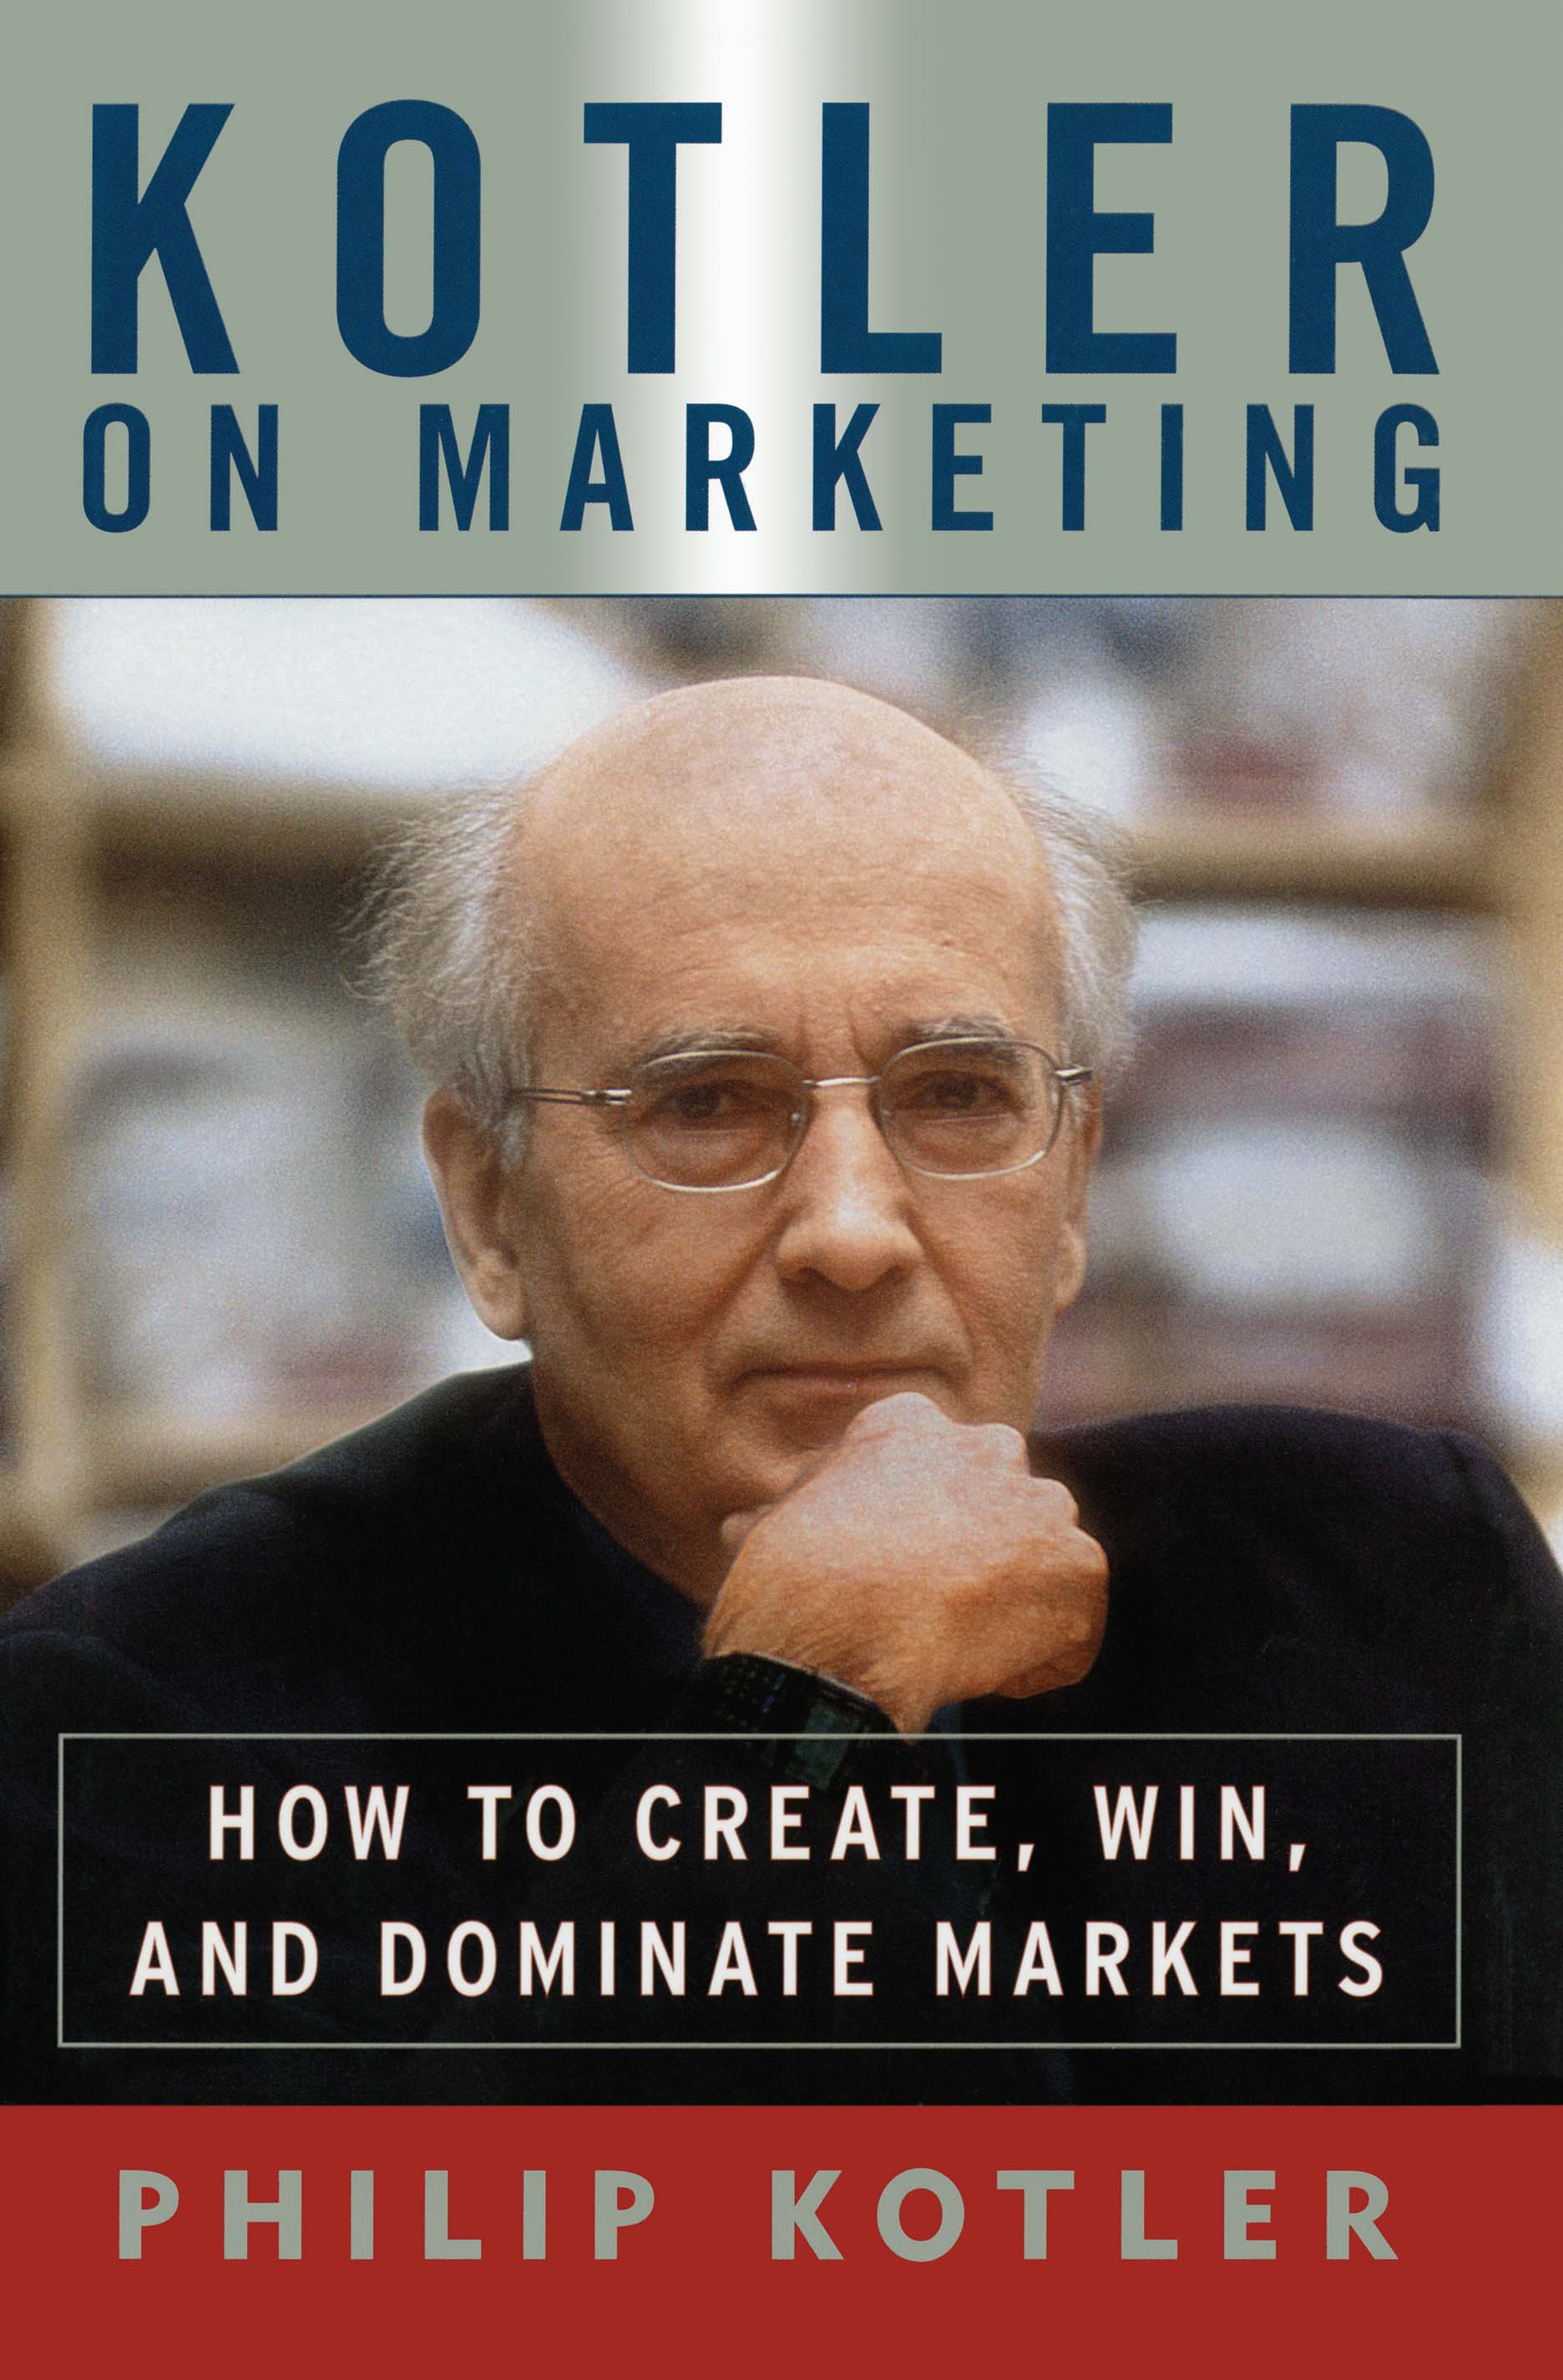 KOTLER
ON MARKETING
HOW TO CREATE, WIN,
AND DOMINATE MARKETS
PHILIP KOTLER